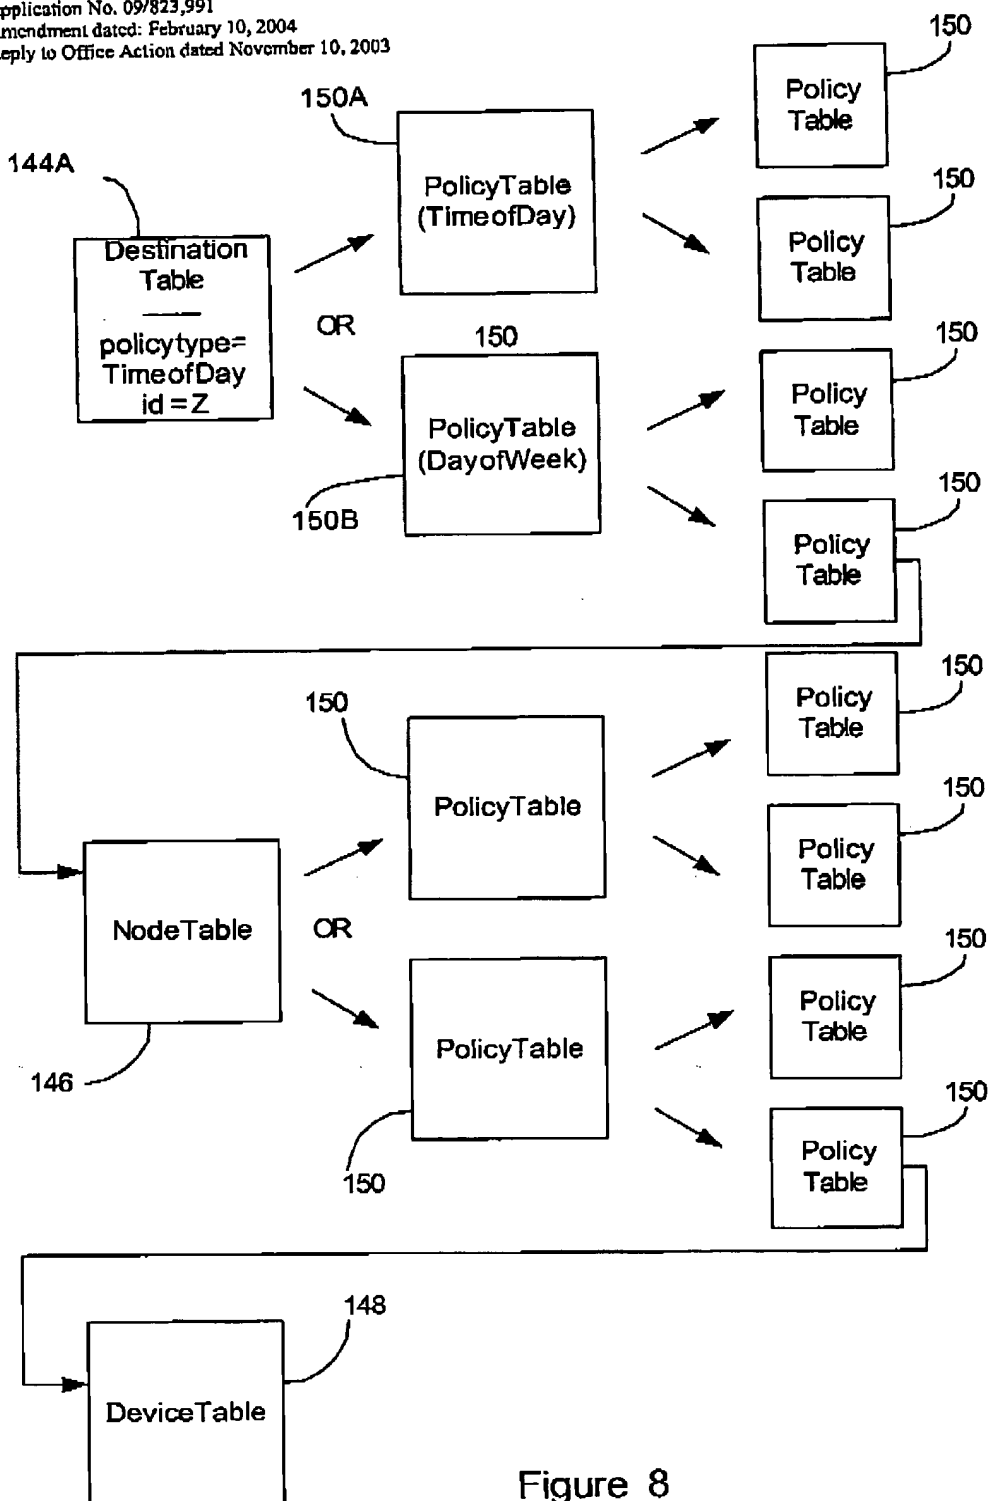 pplication No. 09/823,991
mendment dated: February 10, 2004
eply to Office Action dated November 10, 2003
150
150A
Policy
Table
144A
PolicyTable
(TimeofDay)
150
Destination
Table
policytype=
TimeofDay
id = Z
Policy
Table
OR
150
150
PolicyTable
(DayofWeek)
Policy
Table
150B
150
Policy
Table
150
150
Policy
Table
PolicyTable
150
Policy
Table
NodeTable
OR
150
PolicyTable
Policy
Table
146
150
150
Policy
Table
148
DeviceTable
Figure 8